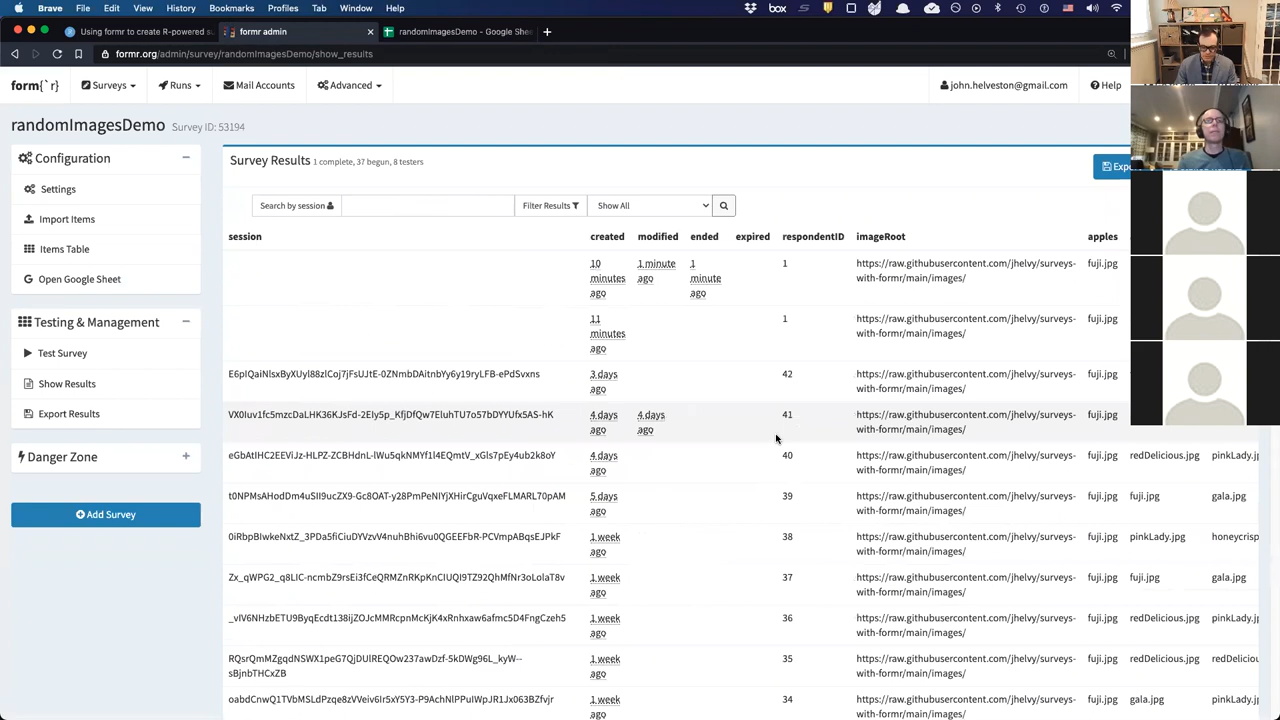 Brave File Edit View History Bookmarks Profiles Tab Window Help
Using formr to create R-powered su
formr admin
randomImagesDemo - Google She
formr.org/admin/survey/randomImagesDemo/show_results
form{`r}
Surveys
Runs
Mail Accounts
Advanced
john.helveston@gmail.com
Help
randomImagesDemo Survey ID: 53194
Configuration
Settings
Import Items
Items Table
Open Google Sheet
Testing & Management
Test Survey
Show Results
Export Results
Danger Zone
Add Survey
Survey Results 1 complete, 37 begun, 8 testers
Search by session
Filter Results
Show All
session created modified ended expired respondentID imageRoot apples
10 minutes ago 1 minute ago 1 minute ago 1 https://raw.githubusercontent.com/jhelvy/surveys-with-formr/main/images/ fuji.jpg
11 minutes ago 1 https://raw.githubusercontent.com/jhelvy/surveys-with-formr/main/images/ fuji.jpg
3 days ago 42 https://raw.githubusercontent.com/jhelvy/surveys-with-formr/main/images/ fuji.jpg
4 days ago 4 days ago 41 https://raw.githubusercontent.com/jhelvy/surveys-with-formr/main/images/ fuji.jpg
4 days ago 40 https://raw.githubusercontent.com/jhelvy/surveys-with-formr/main/images/ fuji.jpg redDelicious.jpg pinkLady.j
5 days ago 39 https://raw.githubusercontent.com/jhelvy/surveys-with-formr/main/images/ fuji.jpg fuji.jpg gala.jpg
1 week ago 38 https://raw.githubusercontent.com/jhelvy/surveys-with-formr/main/images/ fuji.jpg pinkLady.jpg honeycrisp
1 week ago 37 https://raw.githubusercontent.com/jhelvy/surveys-with-formr/main/images/ fuji.jpg fuji.jpg gala.jpg
1 week ago 36 https://raw.githubusercontent.com/jhelvy/surveys-with-formr/main/images/ fuji.jpg redDelicious.jpg pinkLady.jp
1 week ago 35 https://raw.githubusercontent.com/jhelvy/surveys-with-formr/main/images/ fuji.jpg redDelicious.jpg redDeliciou
1 week ago 34 https://raw.githubusercontent.com/jhelvy/surveys-with-formr/main/images/ fuji.jpg gala.jpg pinkLady.jp